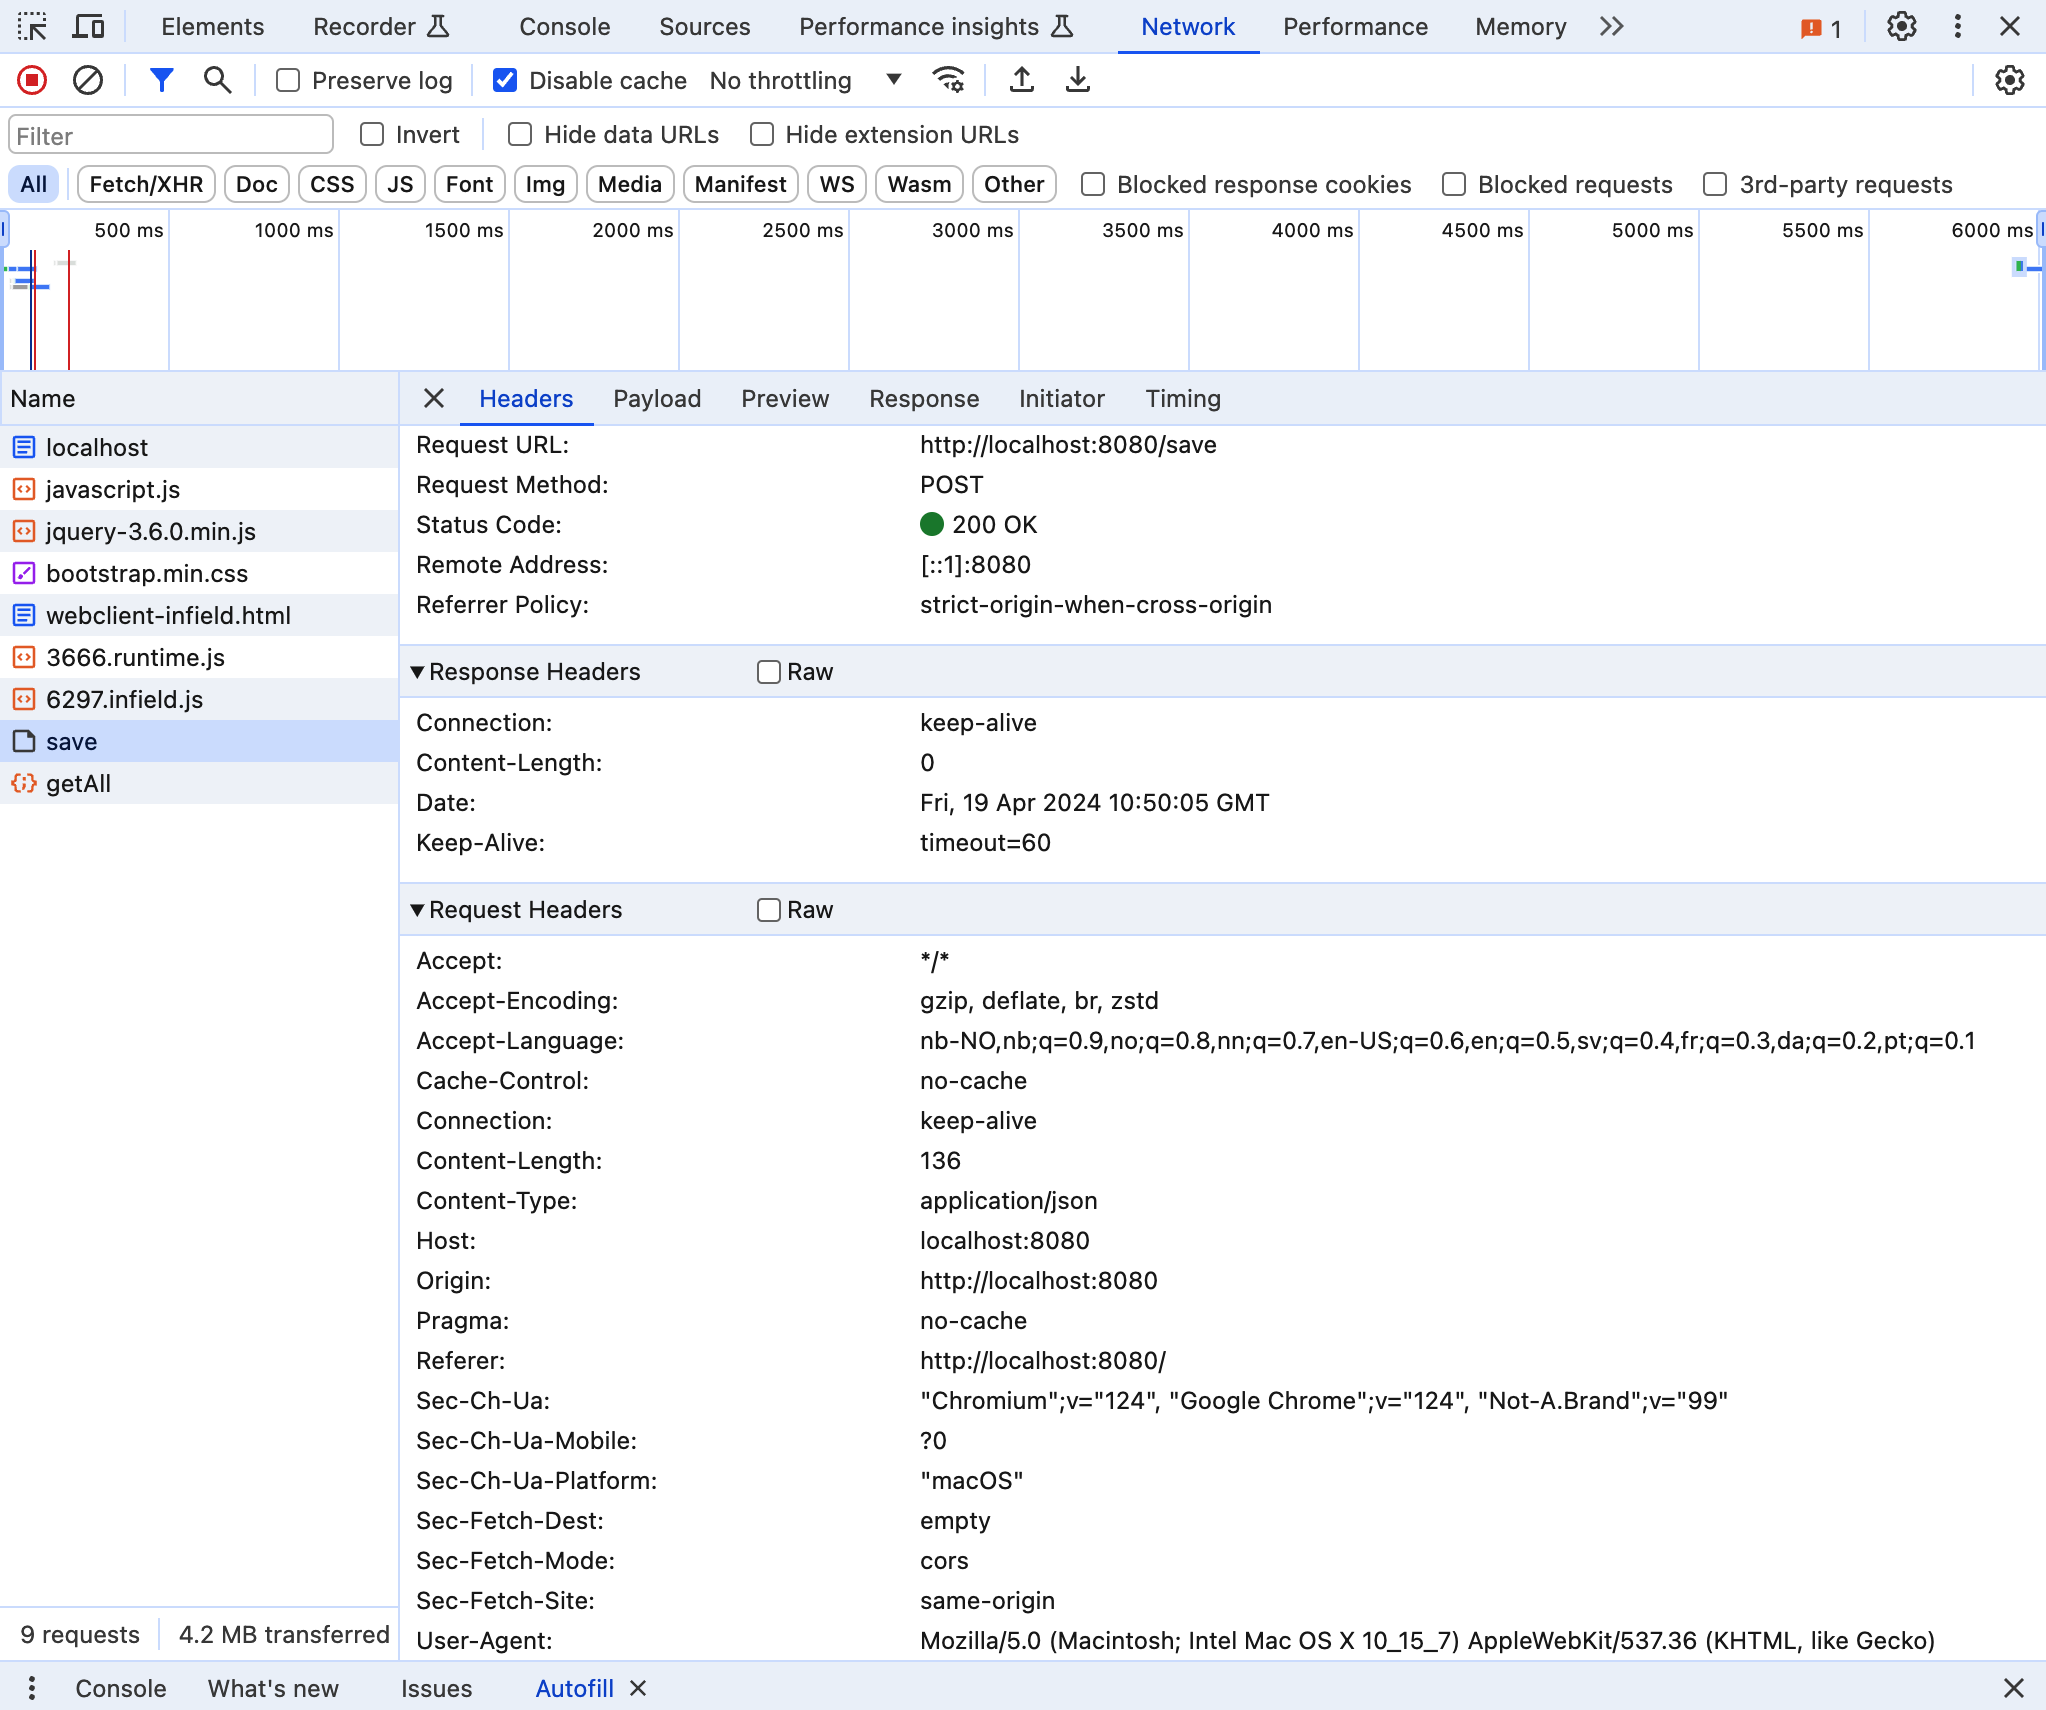 Elements Recorder Console Sources Performance insights Network Performance Memory 1
Preserve log Disable cache No throttling
Filter Invert Hide data URLs Hide extension URLs
All Fetch/XHR Doc CSS JS Font Img Media Manifest WS Wasm Other Blocked response cookies Blocked requests 3rd-party requests
500 ms 1000 ms 1500 ms 2000 ms 2500 ms 3000 ms 3500 ms 4000 ms 4500 ms 5000 ms 5500 ms 6000 ms
Name
localhost
javascript.js
jquery-3.6.0.min.js
bootstrap.min.css
webclient-infield.html
3666.runtime.js
6297.infield.js
save
getAll
9 requests 4.2 MB transferred
Headers Payload Preview Response Initiator Timing
Request URL: http://localhost:8080/save
Request Method: POST
Status Code: 200 OK
Remote Address: [::1]:8080
Referrer Policy: strict-origin-when-cross-origin
Response Headers Raw
Connection: keep-alive
Content-Length: 0
Date: Fri, 19 Apr 2024 10:50:05 GMT
Keep-Alive: timeout=60
Request Headers Raw
Accept: */*
Accept-Encoding: gzip, deflate, br, zstd
Accept-Language: nb-NO,nb;q=0.9,no;q=0.8,nn;q=0.7,en-US;q=0.6,en;q=0.5,sv;q=0.4,fr;q=0.3,da;q=0.2,pt;q=0.1
Cache-Control: no-cache
Connection: keep-alive
Content-Length: 136
Content-Type: application/json
Host: localhost:8080
Origin: http://localhost:8080
Pragma: no-cache
Referer: http://localhost:8080/
Sec-Ch-Ua: "Chromium";v="124", "Google Chrome";v="124", "Not-A.Brand";v="99"
Sec-Ch-Ua-Mobile: ?0
Sec-Ch-Ua-Platform: "macOS"
Sec-Fetch-Dest: empty
Sec-Fetch-Mode: cors
Sec-Fetch-Site: same-origin
User-Agent: Mozilla/5.0 (Macintosh; Intel Mac OS X 10_15_7) AppleWebKit/537.36 (KHTML, like Gecko)
Console What's new Issues Autofill